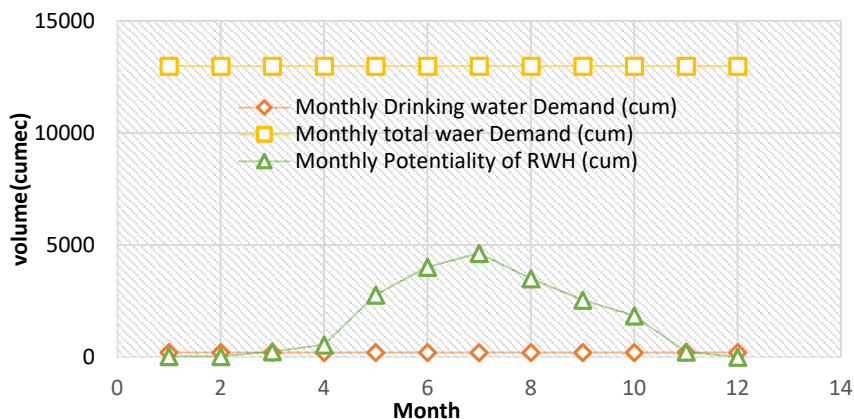 15000
10000
5000
0
volume(cumec)
Monthly Drinking water Demand (cum)
Monthly total waer Demand (cum)
Monthly Potentiality of RWH (cum)
0 2 4 6 8 10 12 14
Month